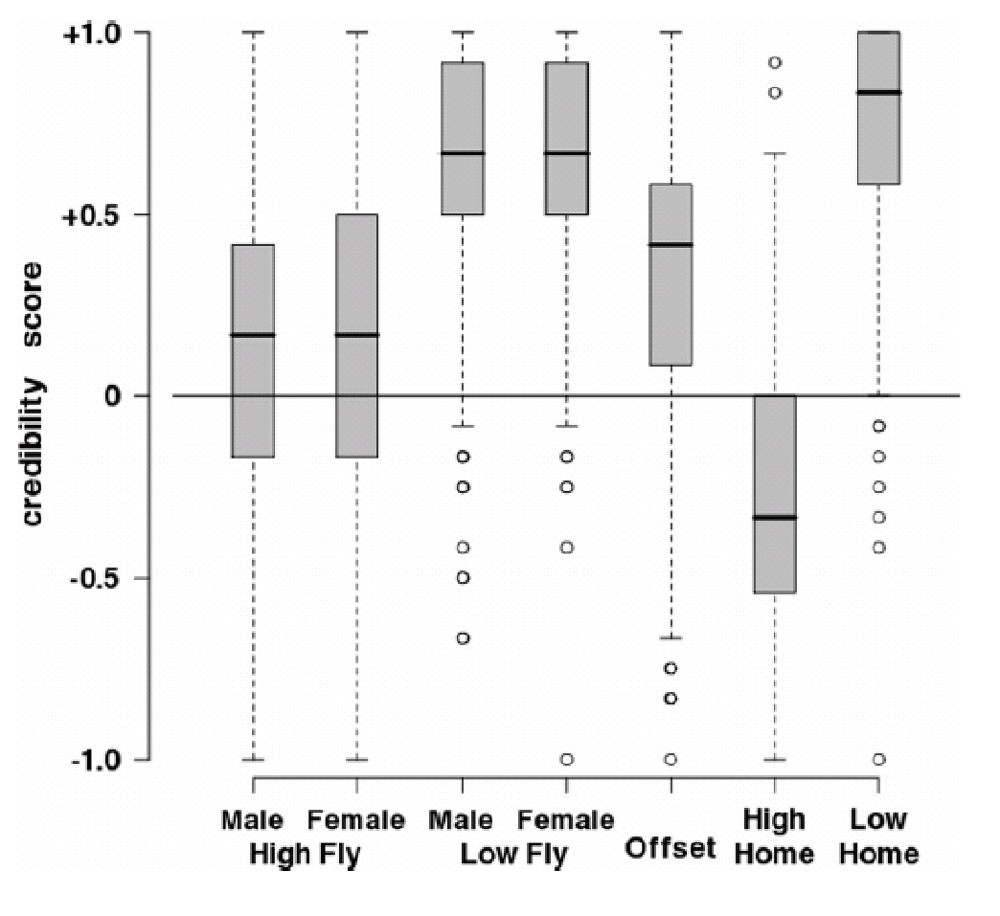 +1.0
+0.5
0
-0.5
-1.0
credibility score
Male Female Male Female
High Fly Low Fly
Offset
High Home
Low Home